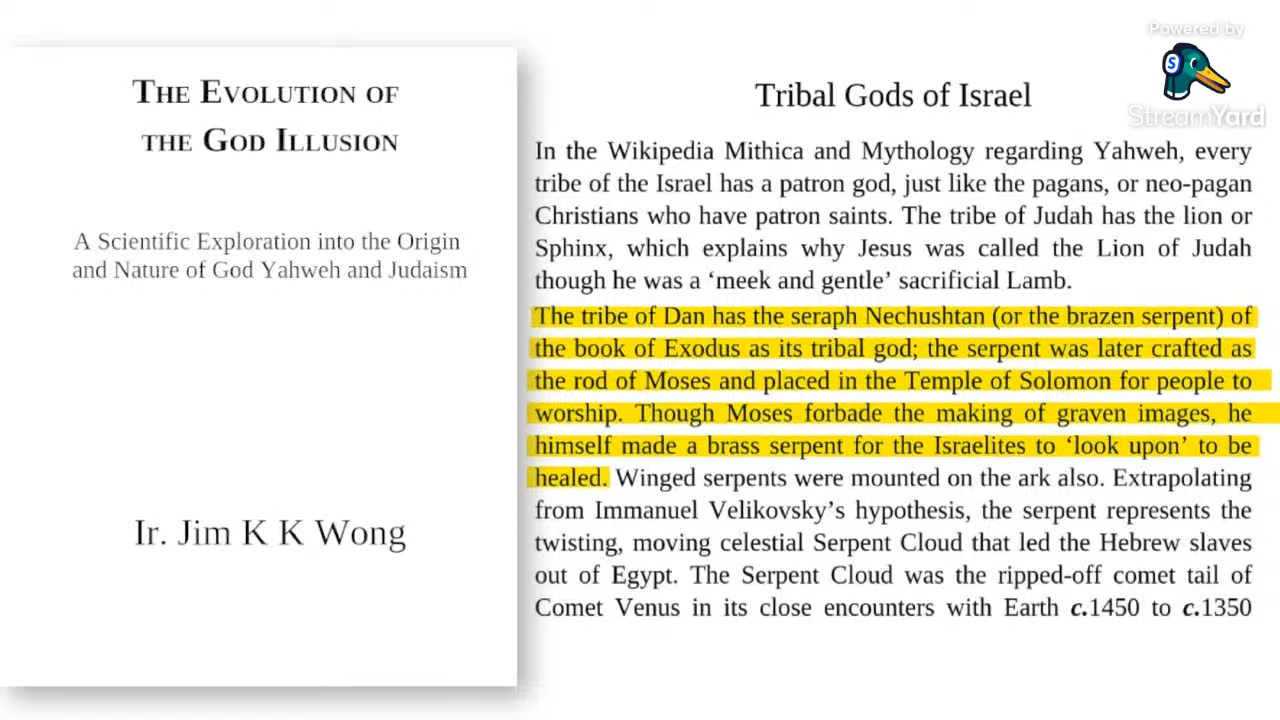 THE EVOLUTION OF
THE GOD ILLUSION
A Scientific Exploration into the Origin
and Nature of God Yahweh and Judaism
Ir. Jim K K Wong
Powered by
S
StreamYard
Tribal Gods of Israel
In the Wikipedia Mithica and Mythology regarding Yahweh, every
tribe of the Israel has a patron god, just like the pagans, or neo-pagan
Christians who have patron saints. The tribe of Judah has the lion or
Sphinx, which explains why Jesus was called the Lion of Judah
though he was a ‘meek and gentle’ sacrificial Lamb.
The tribe of Dan has the seraph Nechushtan (or the brazen serpent) of
the book of Exodus as its tribal god; the serpent was later crafted as
the rod of Moses and placed in the Temple of Solomon for people to
worship. Though Moses forbade the making of graven images, he
himself made a brass serpent for the Israelites to ‘look upon’ to be
healed. Winged serpents were mounted on the ark also. Extrapolating
from Immanuel Velikovsky’s hypothesis, the serpent represents the
twisting, moving celestial Serpent Cloud that led the Hebrew slaves
out of Egypt. The Serpent Cloud was the ripped-off comet tail of
Comet Venus in its close encounters with Earth c.1450 to c.1350